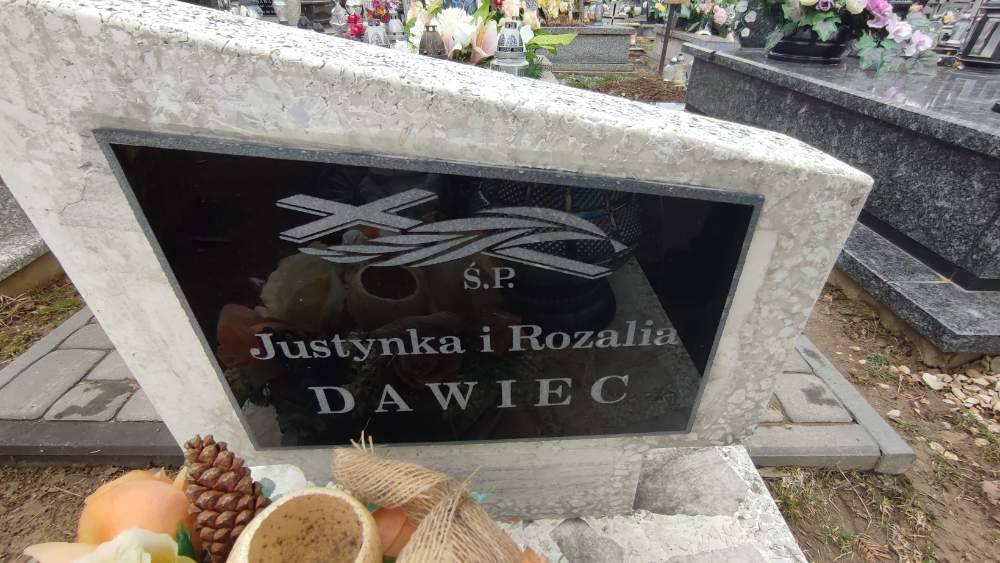 Ś.P.
Justynka i Rozalia
DAWIEC